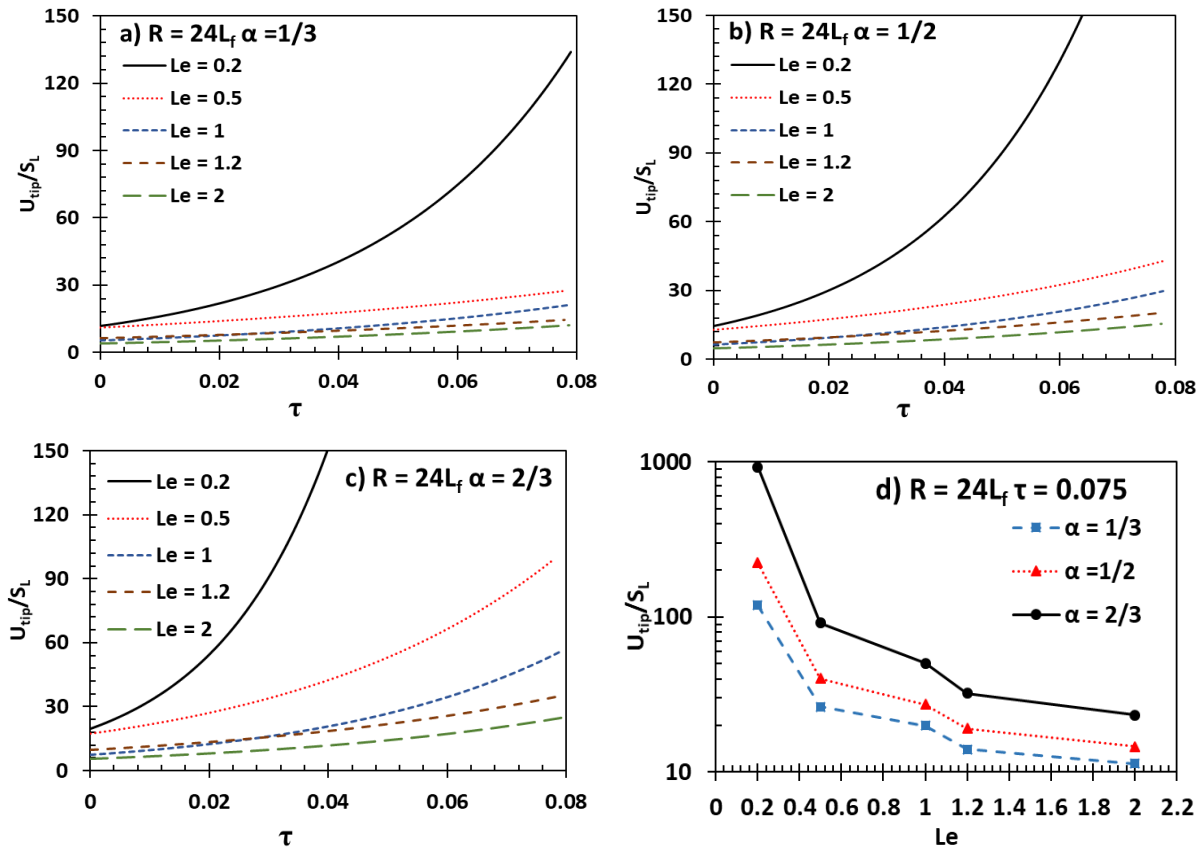 a) R = 24L_f α =1/3
Le = 0.2
Le = 0.5
Le = 1
Le = 1.2
Le = 2
150
120
90
60
30
0
U_tip/S_L
0
0.02
0.04
0.06
0.08
τ
b) R = 24L_f α = 1/2
Le = 0.2
Le = 0.5
Le = 1
Le = 1.2
Le = 2
150
120
90
60
30
0
U_tip/S_L
0
0.02
0.04
0.06
0.08
τ
c) R = 24L_f α = 2/3
Le = 0.2
Le = 0.5
Le = 1
Le = 1.2
Le = 2
150
120
90
60
30
0
U_tip/S_L
0
0.02
0.04
0.06
0.08
τ
d) R = 24L_f τ = 0.075
α = 1/3
α =1/2
α = 2/3
1000
100
10
U_tip/S_L
0 0.2 0.4 0.6 0.8 1 1.2 1.4 1.6 1.8 2 2.2
Le